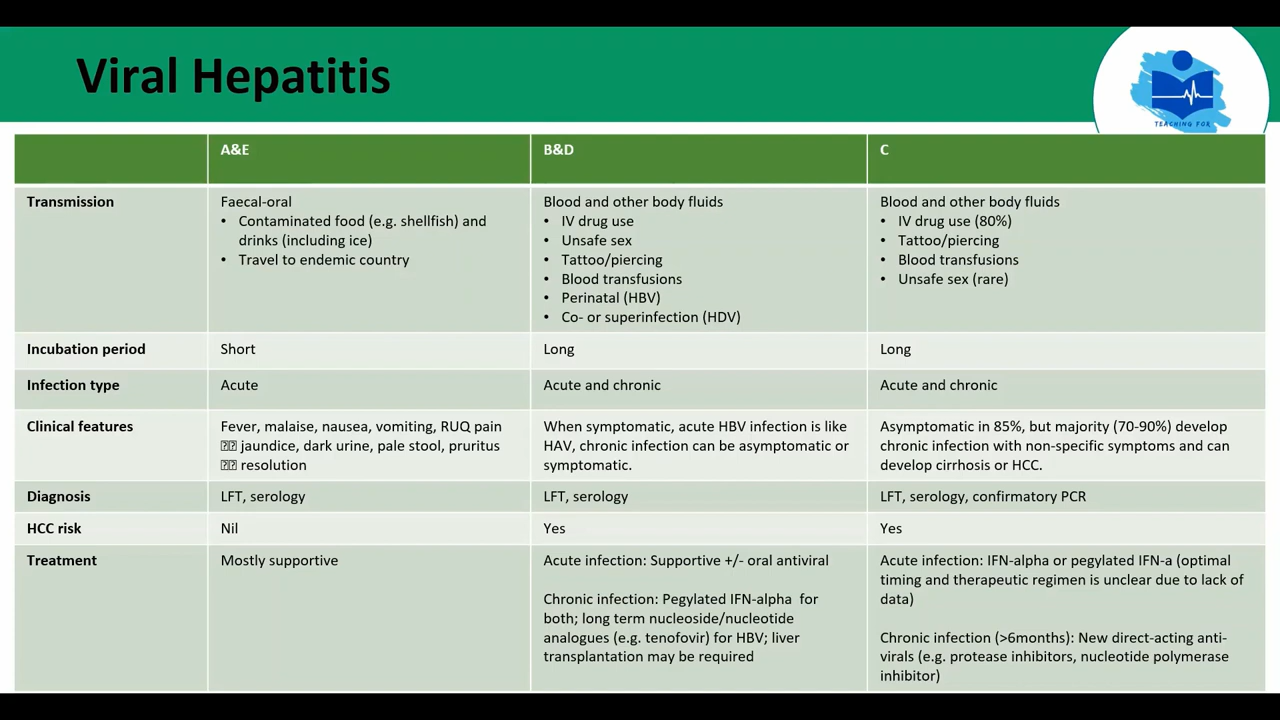 Viral Hepatitis
TEACHING FOX
A&E
B&D
C
Transmission
Faecal-oral
• Contaminated food (e.g. shellfish) and
drinks (including ice)
• Travel to endemic country
Blood and other body fluids
• IV drug use
• Unsafe sex
• Tattoo/piercing
• Blood transfusions
• Perinatal (HBV)
• Co- or superinfection (HDV)
Blood and other body fluids
• IV drug use (80%)
• Tattoo/piercing
• Blood transfusions
• Unsafe sex (rare)
Incubation period
Short
Long
Long
Infection type
Acute
Acute and chronic
Acute and chronic
Clinical features
Fever, malaise, nausea, vomiting, RUQ pain
jaundice, dark urine, pale stool, pruritus
resolution
When symptomatic, acute HBV infection is like
HAV, chronic infection can be asymptomatic or
symptomatic.
Asymptomatic in 85%, but majority (70-90%) develop
chronic infection with non-specific symptoms and can
develop cirrhosis or HCC.
Diagnosis
LFT, serology
LFT, serology
LFT, serology, confirmatory PCR
HCC risk
Nil
Yes
Yes
Treatment
Mostly supportive
Acute infection: Supportive +/- oral antiviral
Chronic infection: Pegylated IFN-alpha for
both; long term nucleoside/nucleotide
analogues (e.g. tenofovir) for HBV; liver
transplantation may be required
Acute infection: IFN-alpha or pegylated IFN-a (optimal
timing and therapeutic regimen is unclear due to lack of
data)
Chronic infection (>6months): New direct-acting anti-
virals (e.g. protease inhibitors, nucleotide polymerase
inhibitor)